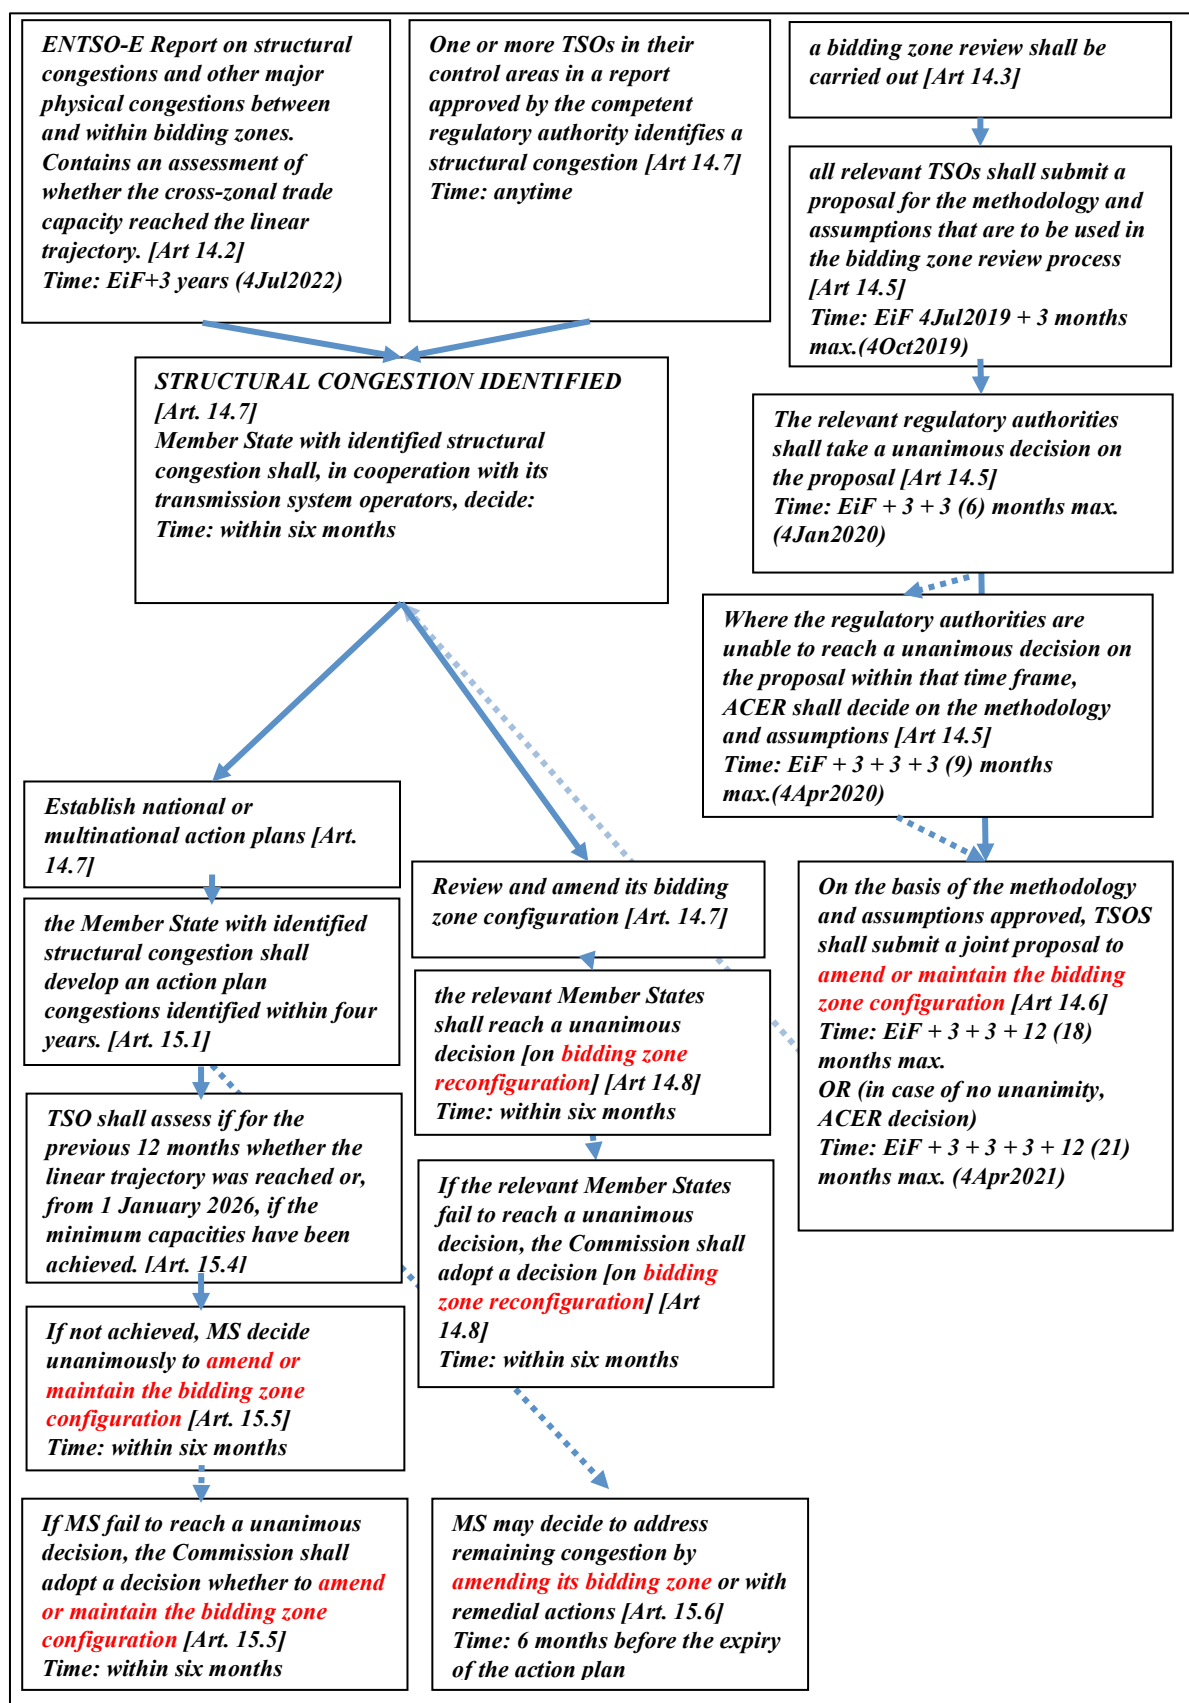 ENTSO-E Report on structural
congestions and other major
physical congestions between
and within bidding zones.
Contains an assessment of
whether the cross-zonal trade
capacity reached the linear
trajectory. [Art 14.2]
Time: EiF+3 years (4Jul2022)
One or more TSOs in their
control areas in a report
approved by the competent
regulatory authority identifies a
structural congestion [Art 14.7]
Time: anytime
a bidding zone review shall be
carried out [Art 14.3]
all relevant TSOs shall submit a
proposal for the methodology and
assumptions that are to be used in
the bidding zone review process
[Art 14.5]
Time: EiF 4Jul2019 + 3 months
max.(4Oct2019)
STRUCTURAL CONGESTION IDENTIFIED
[Art. 14.7]
Member State with identified structural
congestion shall, in cooperation with its
transmission system operators, decide:
Time: within six months
The relevant regulatory authorities
shall take a unanimous decision on
the proposal [Art 14.5]
Time: EiF + 3 + 3 (6) months max.
(4Jan2020)
Where the regulatory authorities are
unable to reach a unanimous decision on
the proposal within that time frame,
ACER shall decide on the methodology
and assumptions [Art 14.5]
Time: EiF + 3 + 3 + 3 (9) months
max.(4Apr2020)
Establish national or
multinational action plans [Art.
14.7]
Review and amend its bidding
zone configuration [Art. 14.7]
On the basis of the methodology
and assumptions approved, TSOS
shall submit a joint proposal to
amend or maintain the bidding
zone configuration [Art 14.6]
Time: EiF + 3 + 3 + 12 (18)
months max.
OR (in case of no unanimity,
ACER decision)
Time: EiF + 3 + 3 + 3 + 12 (21)
months max. (4Apr2021)
the Member State with identified
structural congestion shall
develop an action plan
congestions identified within four
years. [Art. 15.1]
the relevant Member States
shall reach a unanimous
decision [on bidding zone
reconfiguration] [Art 14.8]
Time: within six months
TSO shall assess if for the
previous 12 months whether the
linear trajectory was reached or,
from 1 January 2026, if the
minimum capacities have been
achieved. [Art. 15.4]
If the relevant Member States
fail to reach a unanimous
decision, the Commission shall
adopt a decision [on bidding
zone reconfiguration] [Art
14.8]
Time: within six months
If not achieved, MS decide
unanimously to amend or
maintain the bidding zone
configuration [Art. 15.5]
Time: within six months
If MS fail to reach a unanimous
decision, the Commission shall
adopt a decision whether to amend
or maintain the bidding zone
configuration [Art. 15.5]
Time: within six months
MS may decide to address
remaining congestion by
amending its bidding zone or with
remedial actions [Art. 15.6]
Time: 6 months before the expiry
of the action plan